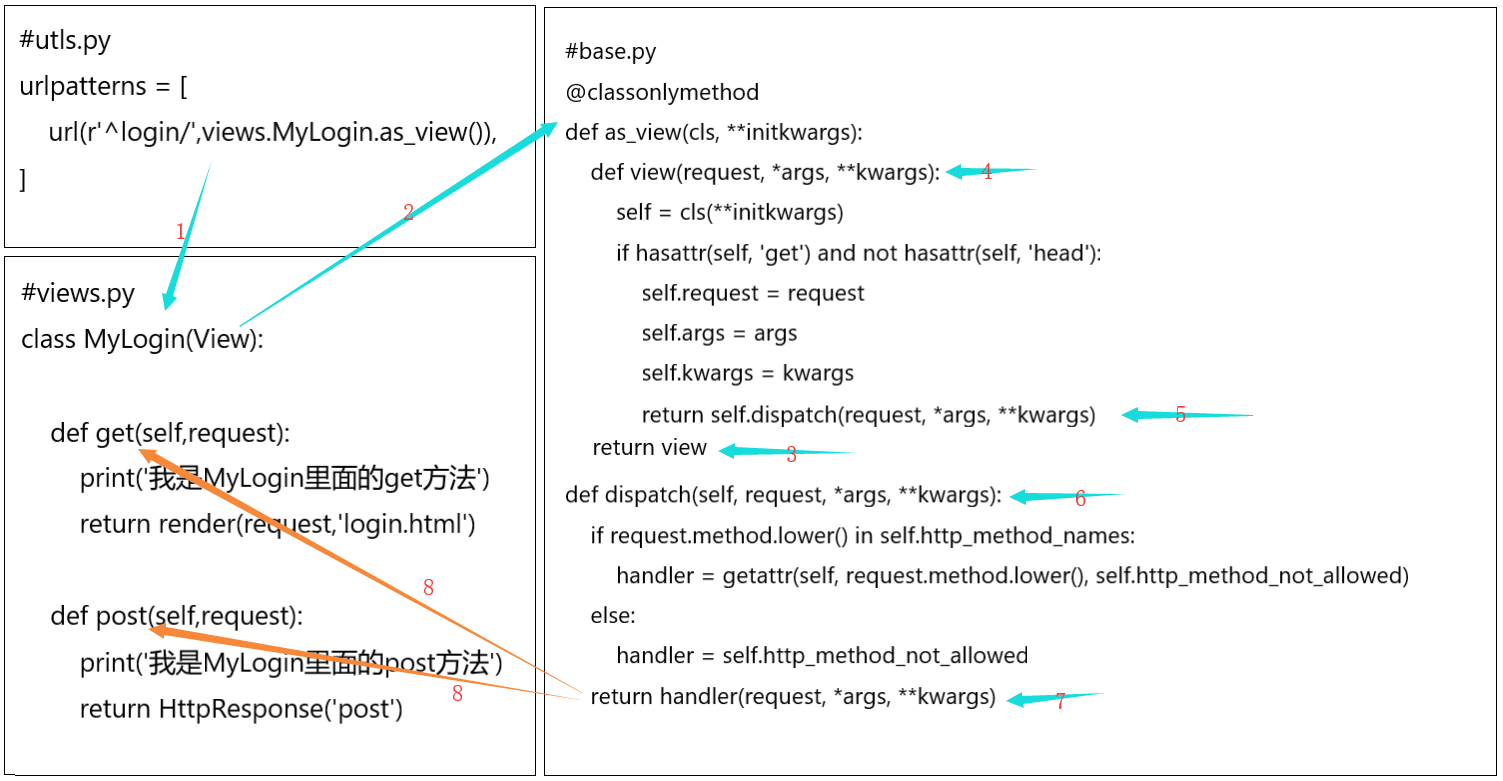 #utls.py
urlpatterns = [
url(r'^login/',views.MyLogin.as_view()),
]
1
2
#views.py
class MyLogin(View):
def get(self,request):
print('我是MyLogin里面的get方法')
return render(request,'login.html')
8
def post(self,request):
print('我是MyLogin里面的post方法')
8
return HttpResponse('post')
#base.py
@classonlymethod
def as_view(cls, **initkwargs):
def view(request, *args, **kwargs): 4
self = cls(**initkwargs)
if hasattr(self, 'get') and not hasattr(self, 'head'):
self.request = request
self.args = args
self.kwargs = kwargs
return self.dispatch(request, *args, **kwargs) 5
return view 3
def dispatch(self, request, *args, **kwargs): 6
if request.method.lower() in self.http_method_names:
handler = getattr(self, request.method.lower(), self.http_method_not_allowed)
else:
handler = self.http_method_not_allowed
return handler(request, *args, **kwargs) 7